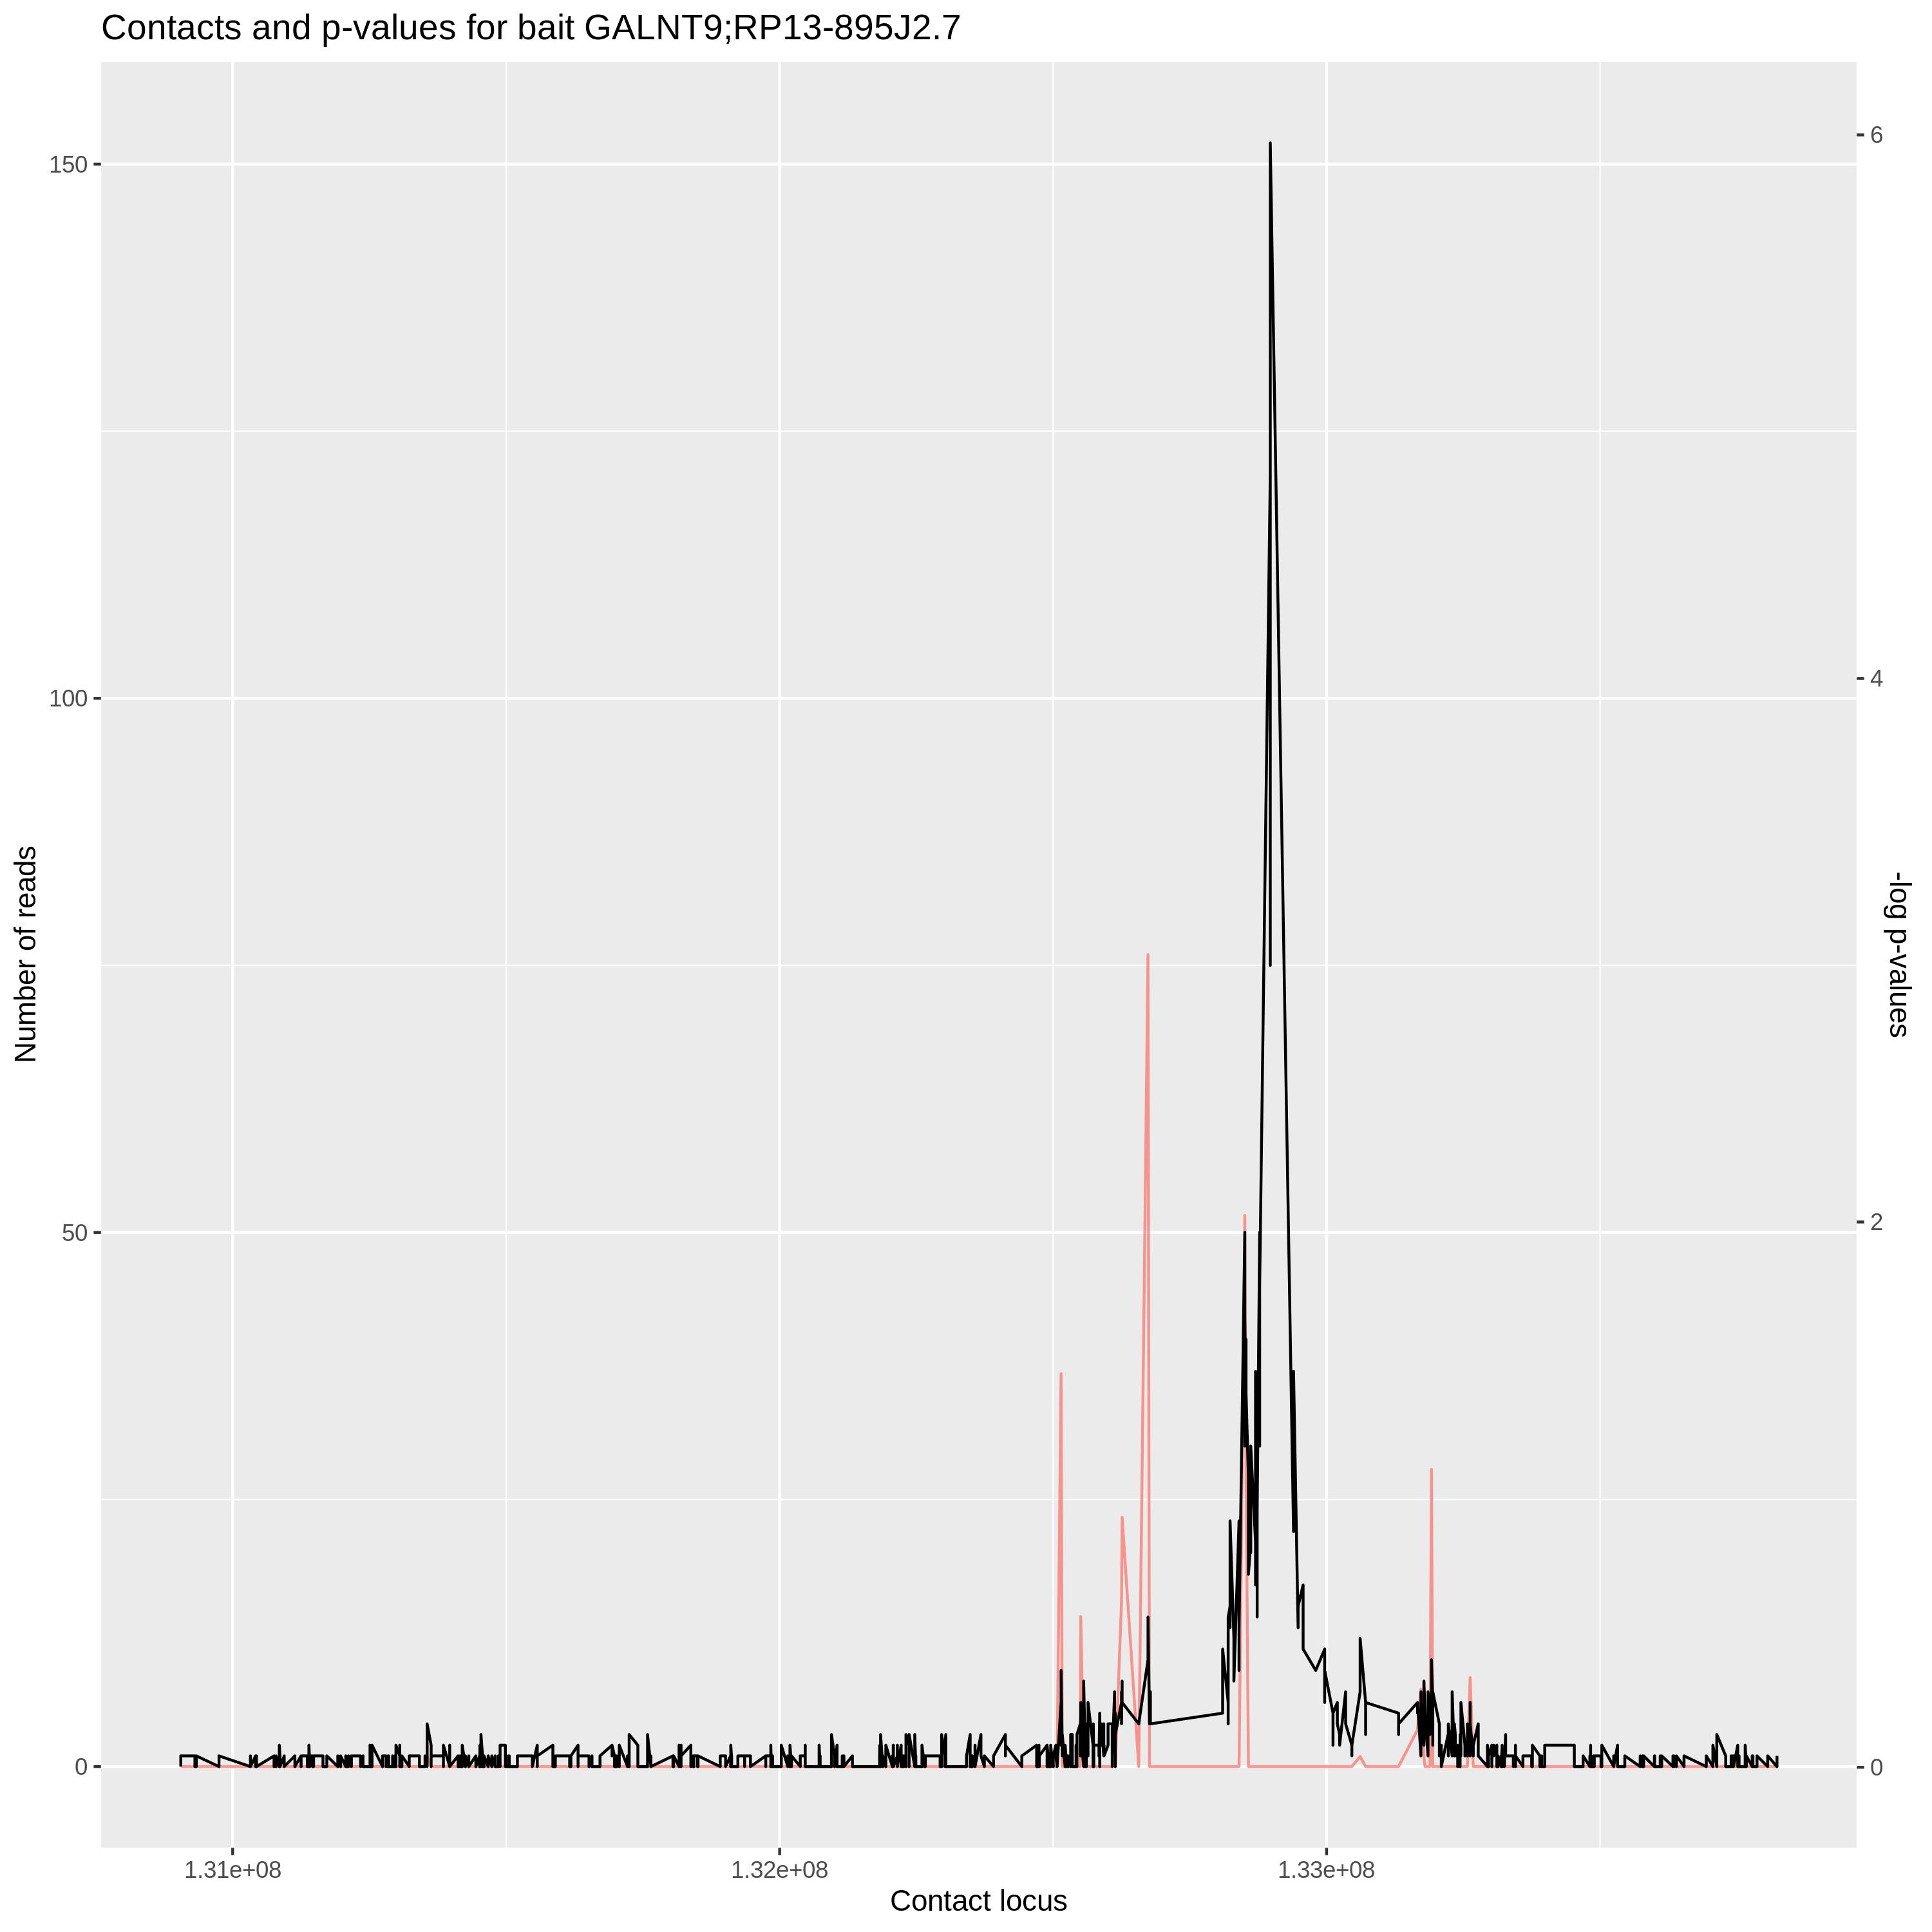 Contacts and p-values for bait GALNT9;RP13-895J2.7
150
100
50
0
6
4
2
0
Number of reads
-log p-values
1.31e+08
1.32e+08
1.33e+08
Contact locus